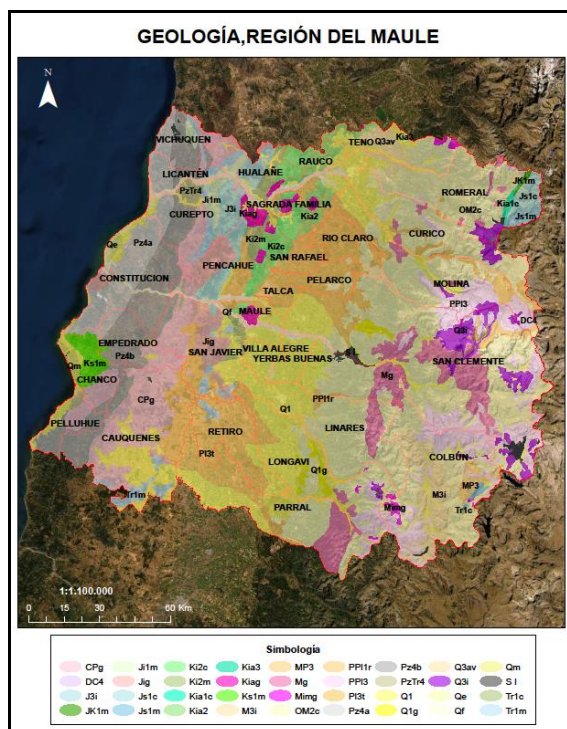 GEOLOGÍA,REGIÓN DEL MAULE
N
VICHUQUEN
TENO Q3av Kia3
RAUCO
LICANTÉN
HUALAÑE
JK1m
PzTr4
Ji1m
SAGRADA FAMILIA
ROMERAL
Kia1c
Js1c
CUREPTO
J3i
Kiag
Kia2
OM2c
Js1m
Qe
Pz4a
Ki2m
Ki2c
RIO CLARO
CURICO
PENCAHUE
SAN RAFAEL
CONSTITUCION
TALCA
PELARCO
MOLINA
PPl3
Qf
MAULE
DC4
EMPEDRADO
Jig
VILLA ALEGRE
Q3i
Qm
Ks1m
Pz4b
SAN JAVIER
YERBAS BUENAS
S I
SAN CLEMENTE
CHANCO
Mg
CPg
Q1
PPl1r
PELLUHUE
RETIRO
LINARES
CAUQUENES
Pl3t
LONGAVI
COLBÚN
Q1g
MP3
Tr1m
PARRAL
Mimg
M3i
Tr1c
1:1.100.000
0 15 30 60 Km
Simbología
CPg Ji1m Ki2c Kia3 MP3 PPl1r Pz4b Q3av Qm
DC4 Jig Ki2m Kiag Mg PPl3 PzTr4 Q3i S I
J3i Js1c Kia1c Ks1m Mimg Pl3t Q1 Qe Tr1c
JK1m Js1m Kia2 M3i OM2c Pz4a Q1g Qf Tr1m